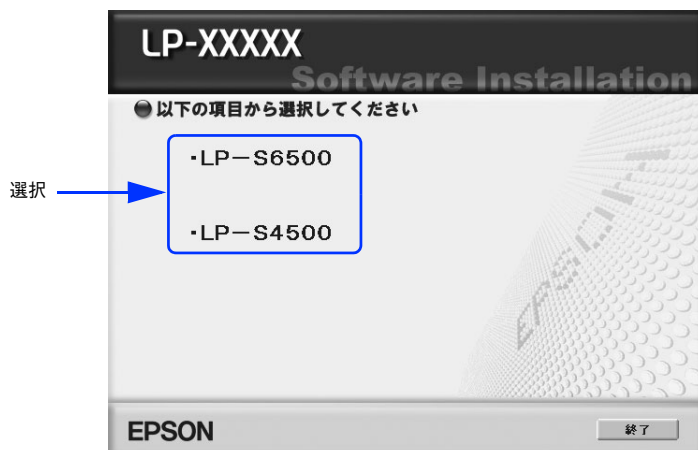 LP-XXXXX
Software Installation
以下の項目から選択してください
・LP－S6500
選択
・LP－S4500
EPSON
EPSON
終了